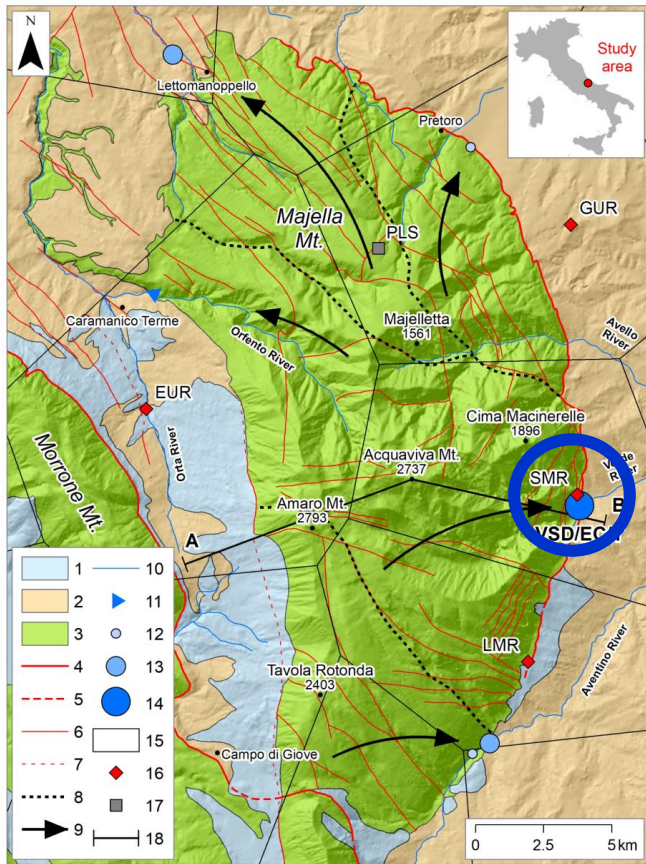 N
Study
area
Lettomanoppello
Pretoro
GUR
Majella
Mt.
PLS
Majelletta
1561
Caramanico Terme
Orfento River
Avello
River
EUR
Orta River
Cima Macinerelle
1896
Morrone Mt.
Acquaviva Mt.
2737
SMR
River
Amaro Mt.
2793
A
B
VSD/EC
LMR
Aventino River
Tavola Rotonda
2403
Campo di Giove
1
2
3
4
5
6
7
8
9
10
11
12
13
14
15
16
17
18
0
2.5
5
km